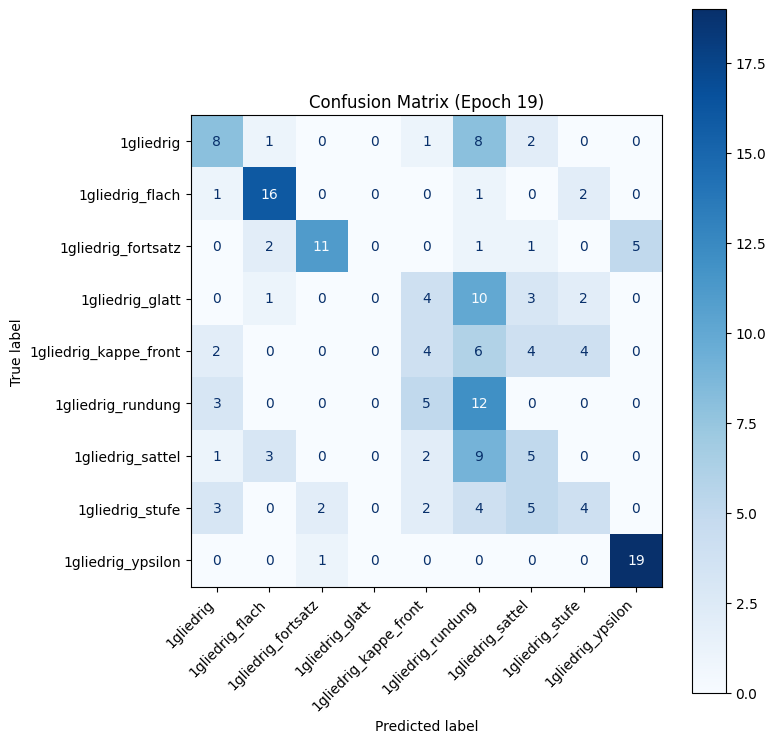 Confusion Matrix (Epoch 19)
True label
1gliedrig 8 1 0 0 1 8 2 0 0
1gliedrig_flach 1 16 0 0 0 1 0 2 0
1gliedrig_fortsatz 0 2 11 0 0 1 1 0 5
1gliedrig_glatt 0 1 0 0 4 10 3 2 0
1gliedrig_kappe_front 2 0 0 0 4 6 4 4 0
1gliedrig_rundung 3 0 0 0 5 12 0 0 0
1gliedrig_sattel 1 3 0 0 2 9 5 0 0
1gliedrig_stufe 3 0 2 0 2 4 5 4 0
1gliedrig_ypsilon 0 0 1 0 0 0 0 0 19
1gliedrig
1gliedrig_flach
1gliedrig_fortsatz
1gliedrig_glatt
1gliedrig_kappe_front
1gliedrig_rundung
1gliedrig_sattel
1gliedrig_stufe
1gliedrig_ypsilon
Predicted label
17.5
15.0
12.5
10.0
7.5
5.0
2.5
0.0